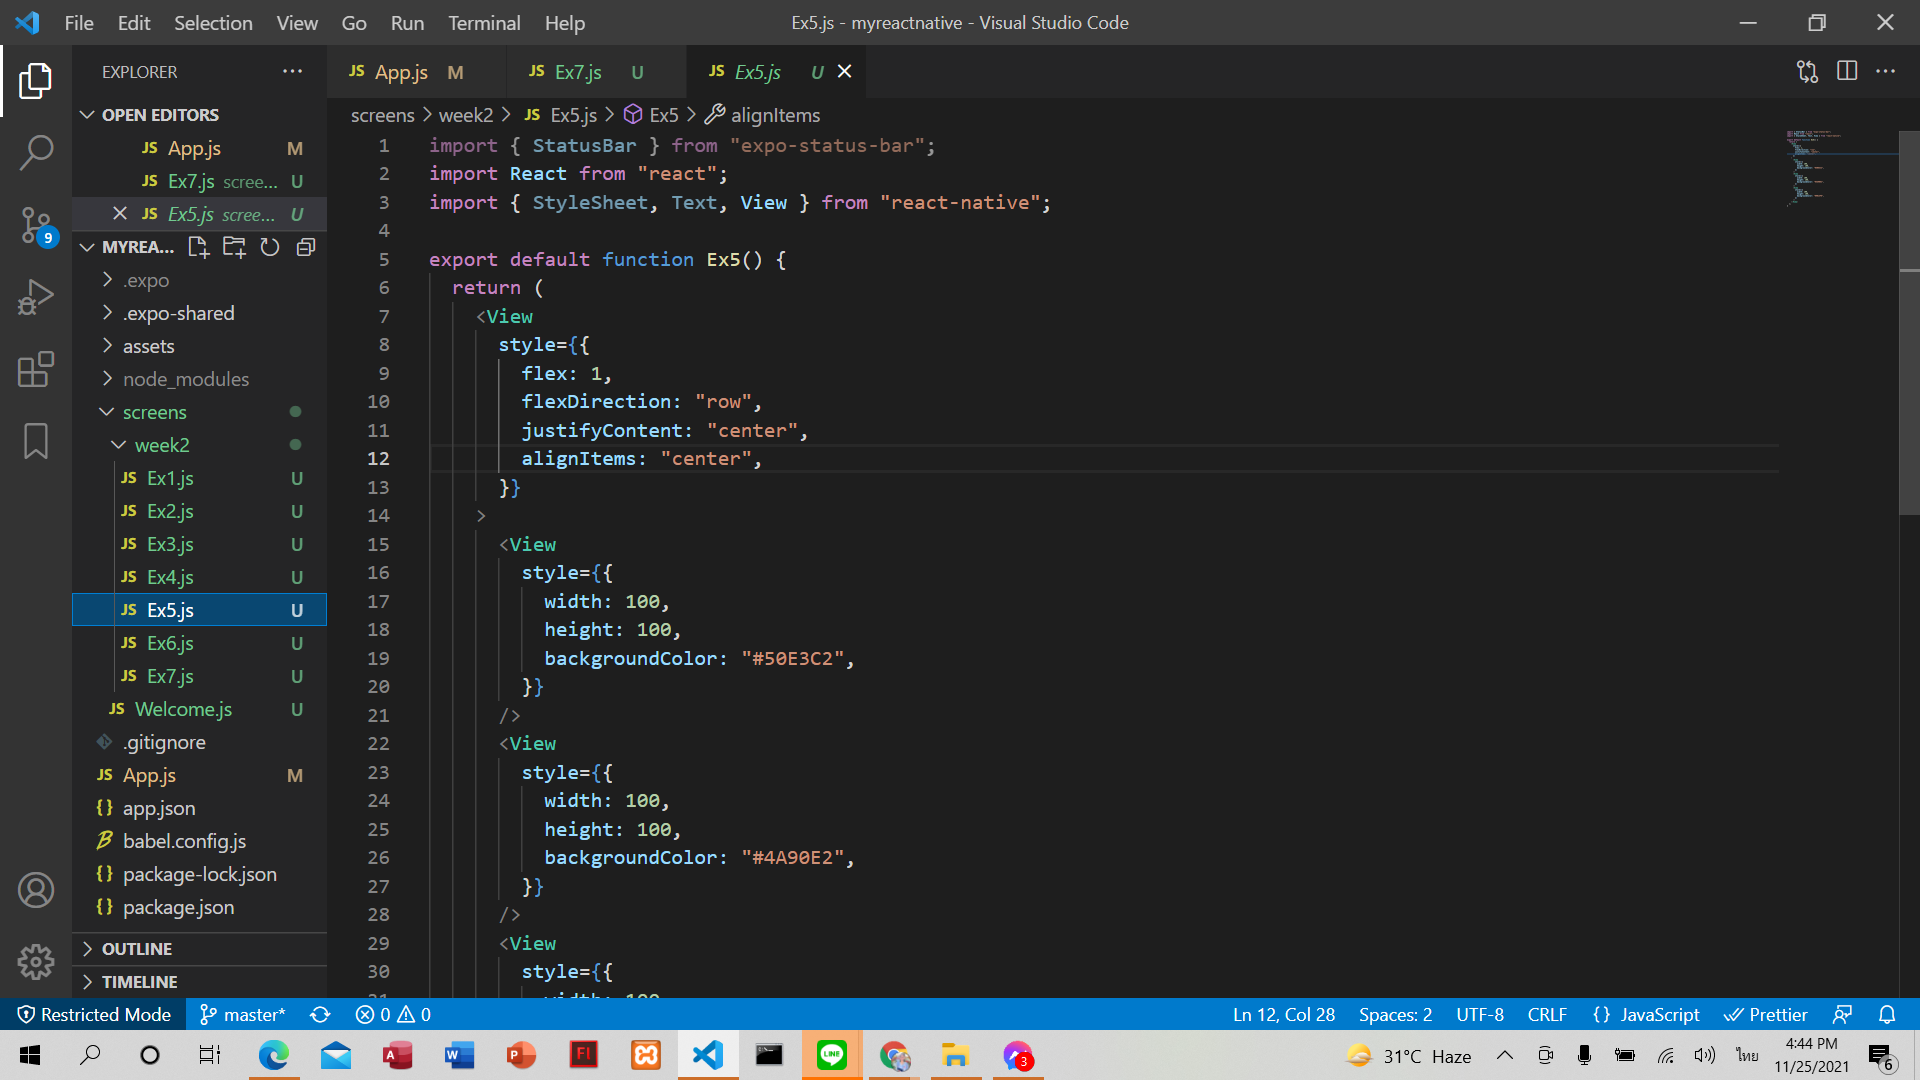 File Edit Selection View Go Run Terminal Help
Ex5.js - myreactnative - Visual Studio Code
EXPLORER
JS App.js M
JS Ex7.js U
JS Ex5.js U
OPEN EDITORS
JS App.js M
JS Ex7.js scree... U
JS Ex5.js scree... U
MYREA...
.expo
.expo-shared
assets
node_modules
screens
week2
JS Ex1.js U
JS Ex2.js U
JS Ex3.js U
JS Ex4.js U
JS Ex5.js U
JS Ex6.js U
JS Ex7.js U
JS Welcome.js U
.gitignore
JS App.js M
{} app.json
babel.config.js
{} package-lock.json
{} package.json
OUTLINE
TIMELINE
9
screens > week2 > JS Ex5.js > Ex5 > alignItems
1 import { StatusBar } from "expo-status-bar";
2 import React from "react";
3 import { StyleSheet, Text, View } from "react-native";
4
5 export default function Ex5() {
6 return (
7 <View
8 style={{
9 flex: 1,
10 flexDirection: "row",
11 justifyContent: "center",
12 alignItems: "center",
13 }}
14 >
15 <View
16 style={{
17 width: 100,
18 height: 100,
19 backgroundColor: "#50E3C2",
20 }}
21 />
22 <View
23 style={{
24 width: 100,
25 height: 100,
26 backgroundColor: "#4A90E2",
27 }}
28 />
29 <View
30 style={{
31 width: 100
Restricted Mode master* 0 0
Ln 12, Col 28 Spaces: 2 UTF-8 CRLF {} JavaScript Prettier
31°C Haze
ไทย
4:44 PM
11/25/2021
6
3
LINE